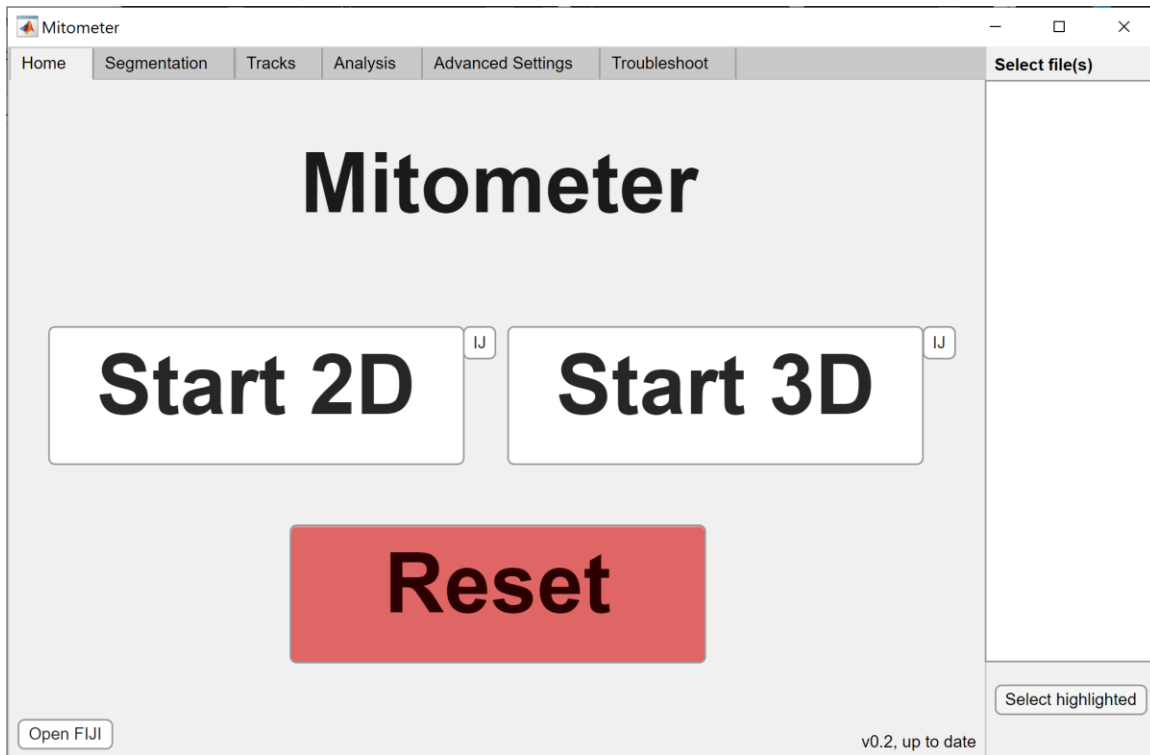 Mitometer
Home Segmentation Tracks Analysis Advanced Settings Troubleshoot
Select file(s)
Mitometer
Start 2D IJ Start 3D IJ
Reset
Select highlighted
Open FIJI
v0.2, up to date